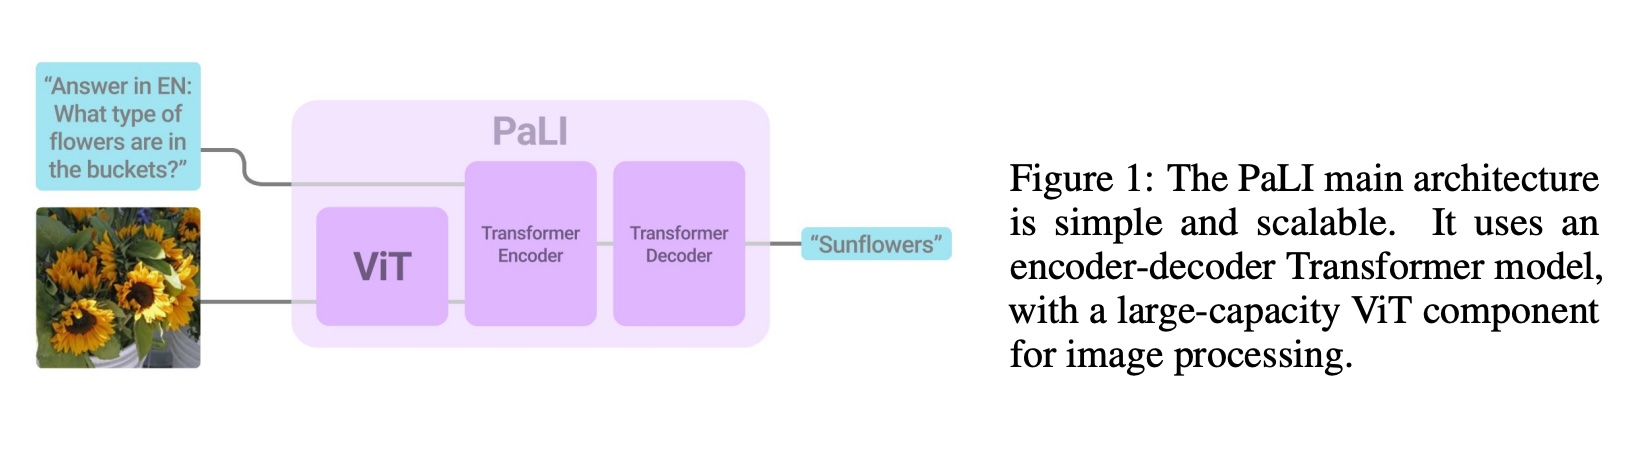 “Answer in EN:
What type of
flowers are in
the buckets?”
PaLI
ViT
Transformer
Encoder
Transformer
Decoder
“Sunflowers”
Figure 1: The PaLI main architecture
is simple and scalable. It uses an
encoder-decoder Transformer model,
with a large-capacity ViT component
for image processing.